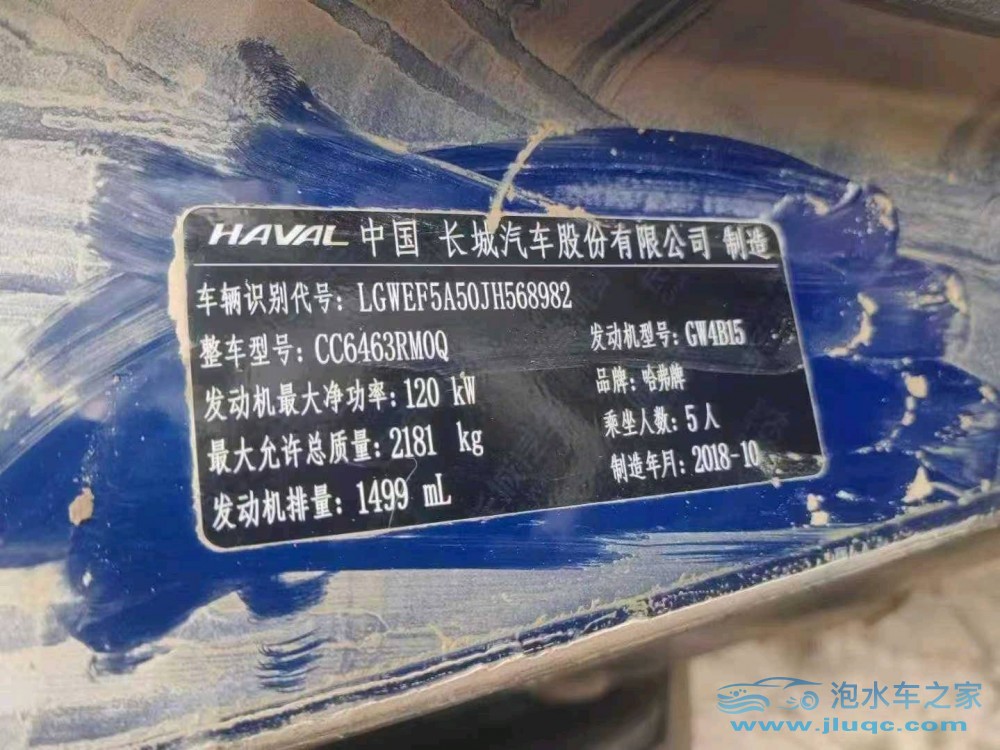 HAVAL 中国 长城汽车股份有限公司 制造
车辆识别代号: LGWEF5A50JH568982
整车型号: CC6463RM0Q
发动机型号: GW4B15
发动机最大净功率: 120 kW
品牌: 哈弗牌
最大允许总质量: 2181 kg
乘坐人数: 5 人
发动机排量: 1499 mL
制造年月: 2018-10
泡水车之家
www.jluqc.com